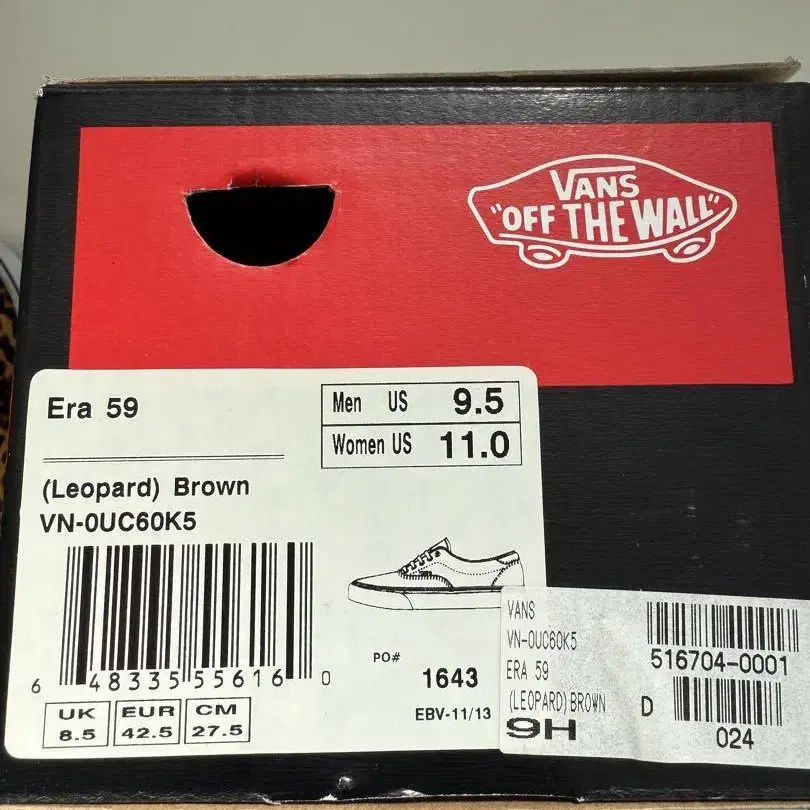 VANS
"OFF THE WALL"
Era 59
Men US 9.5
Women US 11.0
(Leopard) Brown
VN-0UC60K5
6 48335 55616 0
PO# 1643
EBV-11/13
UK 8.5
EUR 42.5
CM 27.5
VANS
VN-0UC60K5
ERA 59
(LEOPARD)BROWN
9H
516704-0001
D
024